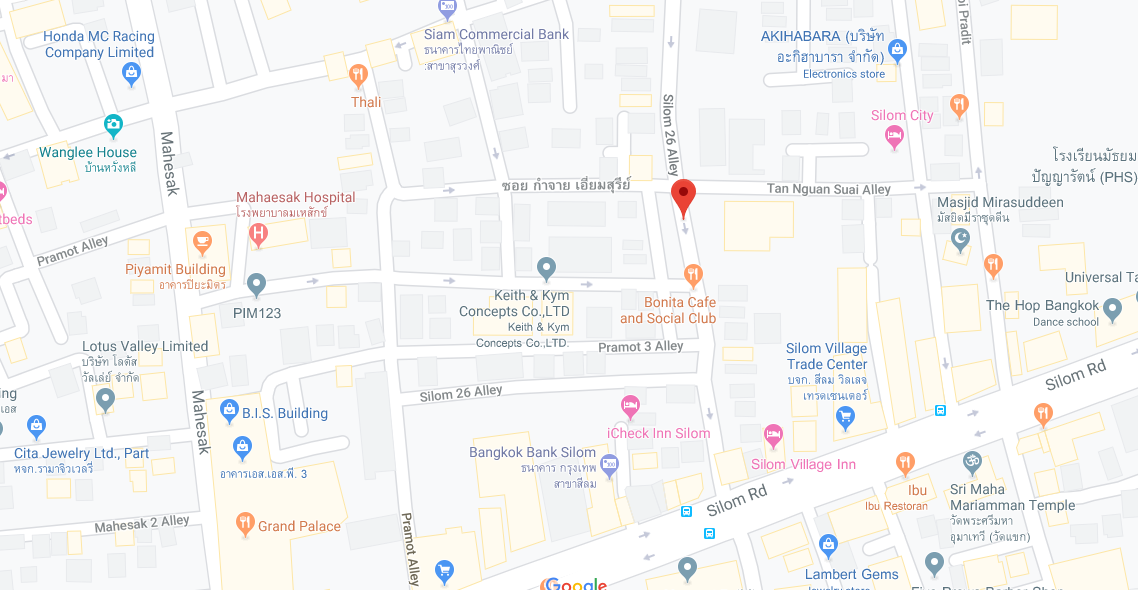 Honda MC Racing
Company Limited
Siam Commercial Bank
ธนาคารไทยพาณิชย์
:สาขาสุรวงศ์
AKIHABARA (บริษัท
อะกิฮาบารา จำกัด)
Electronics store
Pradit
มา
Thali
Silom 26 Alley
Silom City
Wanglee House
บ้านหวังหลี
Mahesak
โรงเรียนมัธยม
ปัญญารัตน์ (PHS)
ซอย กำจาย เอี่ยมสุรีย์
Tan Nguan Suai Alley
Mahaesak Hospital
โรงพยาบาลมเหสักข์
Masjid Mirasuddeen
มัสยิดมีราซุดดีน
tbeds
Pramot Alley
Piyamit Building
อาคารปิยะมิตร
Universal Ta
Keith & Kym
Concepts Co.,LTD
Keith & Kym
Concepts Co.,LTD.
Bonita Cafe
and Social Club
PIM123
The Hop Bangkok
Dance school
Lotus Valley Limited
บริษัท โลตัส
วัลเล่ย์ จำกัด
Pramot 3 Alley
Silom Village
Trade Center
บจก. สีลม วิลเลจ
เทรดเซนเตอร์
Silom Rd
Silom 26 Alley
ing
เอส
Mahesak
B.I.S. Building
iCheck Inn Silom
Cita Jewelry Ltd., Part
หจก.รามาจิวเวลรี่
อาคารเอส.เอส.พี. 3
Bangkok Bank Silom
ธนาคาร กรุงเทพ
สาขาสีลม
Silom Village Inn
Silom Rd
Ibu
Ibu Restoran
Sri Maha
Mariamman Temple
วัดพระศรีมหา
อุมาเทวี (วัดแขก)
Mahesak 2 Alley
Grand Palace
Pramot Alley
Lambert Gems
Google